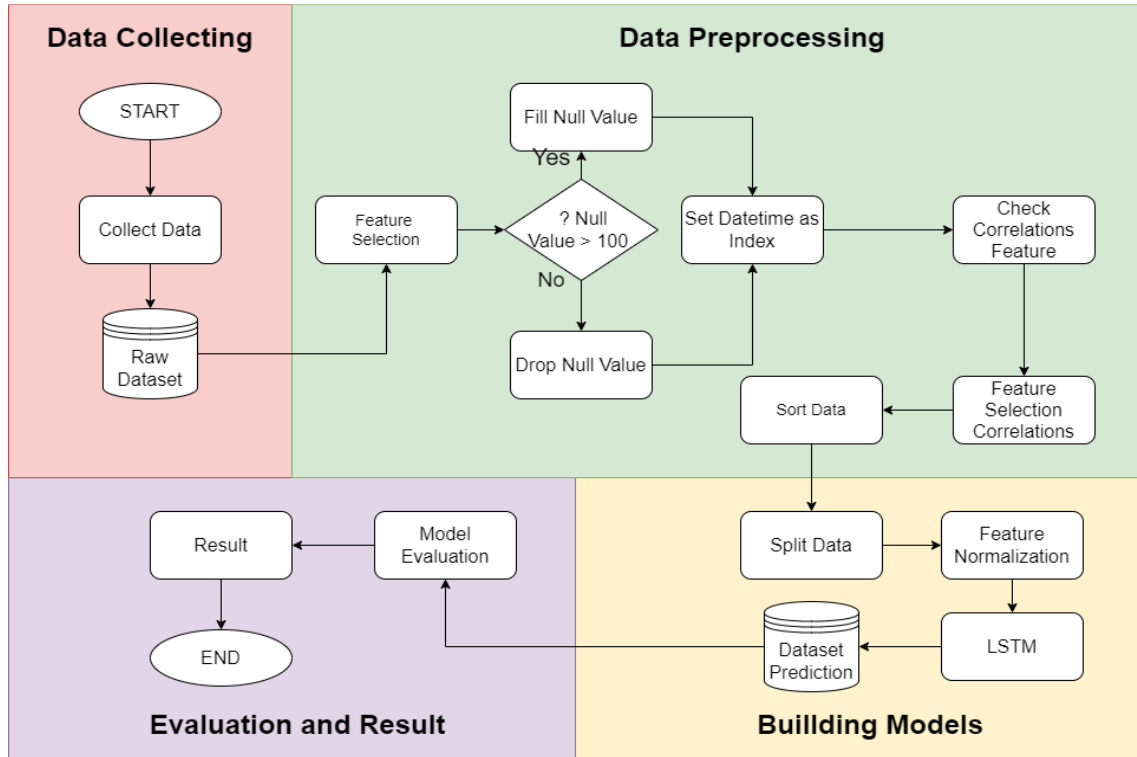 Data Collecting
START
Collect Data
Raw
Dataset
Data Preprocessing
Feature
Selection
? Null
Value > 100
Yes
Fill Null Value
No
Drop Null Value
Set Datetime as
Index
Check
Correlations
Feature
Feature
Selection
Correlations
Sort Data
Split Data
Feature
Normalization
LSTM
Dataset
Prediction
Buillding Models
Model
Evaluation
Result
END
Evaluation and Result